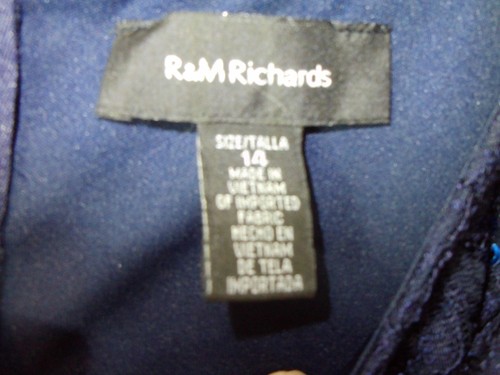 R&M Richards
SIZE/TALLA
14
MADE IN
VIETNAM
OF IMPORTED
FABRIC
HECHO EN
VIETNAM
DE TELA
IMPORTADA